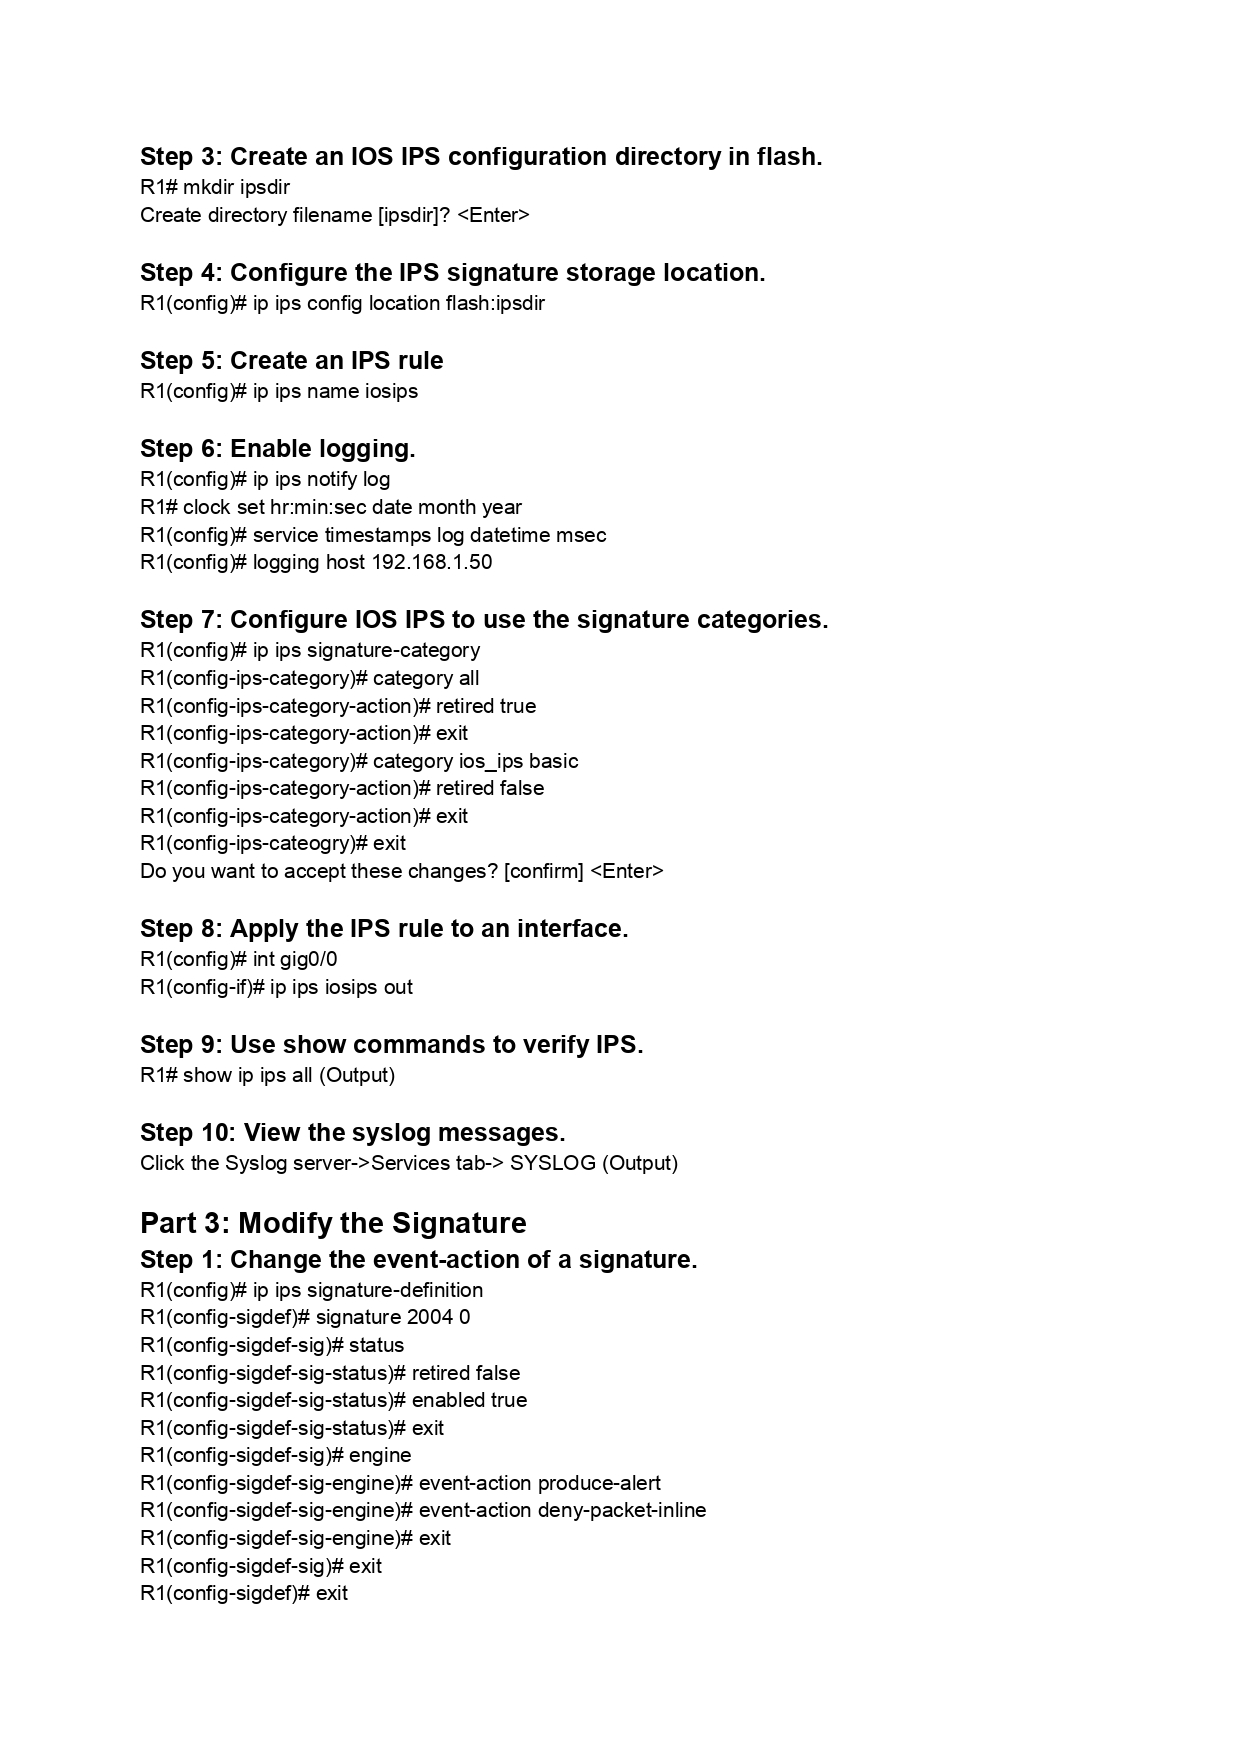 Step 3: Create an IOS IPS configuration directory in flash.
R1# mkdir ipsdir
Create directory filename [ipsdir]? <Enter>
Step 4: Configure the IPS signature storage location.
R1(config)# ip ips config location flash:ipsdir
Step 5: Create an IPS rule
R1(config)# ip ips name iosips
Step 6: Enable logging.
R1(config)# ip ips notify log
R1# clock set hr:min:sec date month year
R1(config)# service timestamps log datetime msec
R1(config)# logging host 192.168.1.50
Step 7: Configure IOS IPS to use the signature categories.
R1(config)# ip ips signature-category
R1(config-ips-category)# category all
R1(config-ips-category-action)# retired true
R1(config-ips-category-action)# exit
R1(config-ips-category)# category ios_ips basic
R1(config-ips-category-action)# retired false
R1(config-ips-category-action)# exit
R1(config-ips-cateogry)# exit
Do you want to accept these changes? [confirm] <Enter>
Step 8: Apply the IPS rule to an interface.
R1(config)# int gig0/0
R1(config-if)# ip ips iosips out
Step 9: Use show commands to verify IPS.
R1# show ip ips all (Output)
Step 10: View the syslog messages.
Click the Syslog server->Services tab-> SYSLOG (Output)
Part 3: Modify the Signature
Step 1: Change the event-action of a signature.
R1(config)# ip ips signature-definition
R1(config-sigdef)# signature 2004 0
R1(config-sigdef-sig)# status
R1(config-sigdef-sig-status)# retired false
R1(config-sigdef-sig-status)# enabled true
R1(config-sigdef-sig-status)# exit
R1(config-sigdef-sig)# engine
R1(config-sigdef-sig-engine)# event-action produce-alert
R1(config-sigdef-sig-engine)# event-action deny-packet-inline
R1(config-sigdef-sig-engine)# exit
R1(config-sigdef-sig)# exit
R1(config-sigdef)# exit